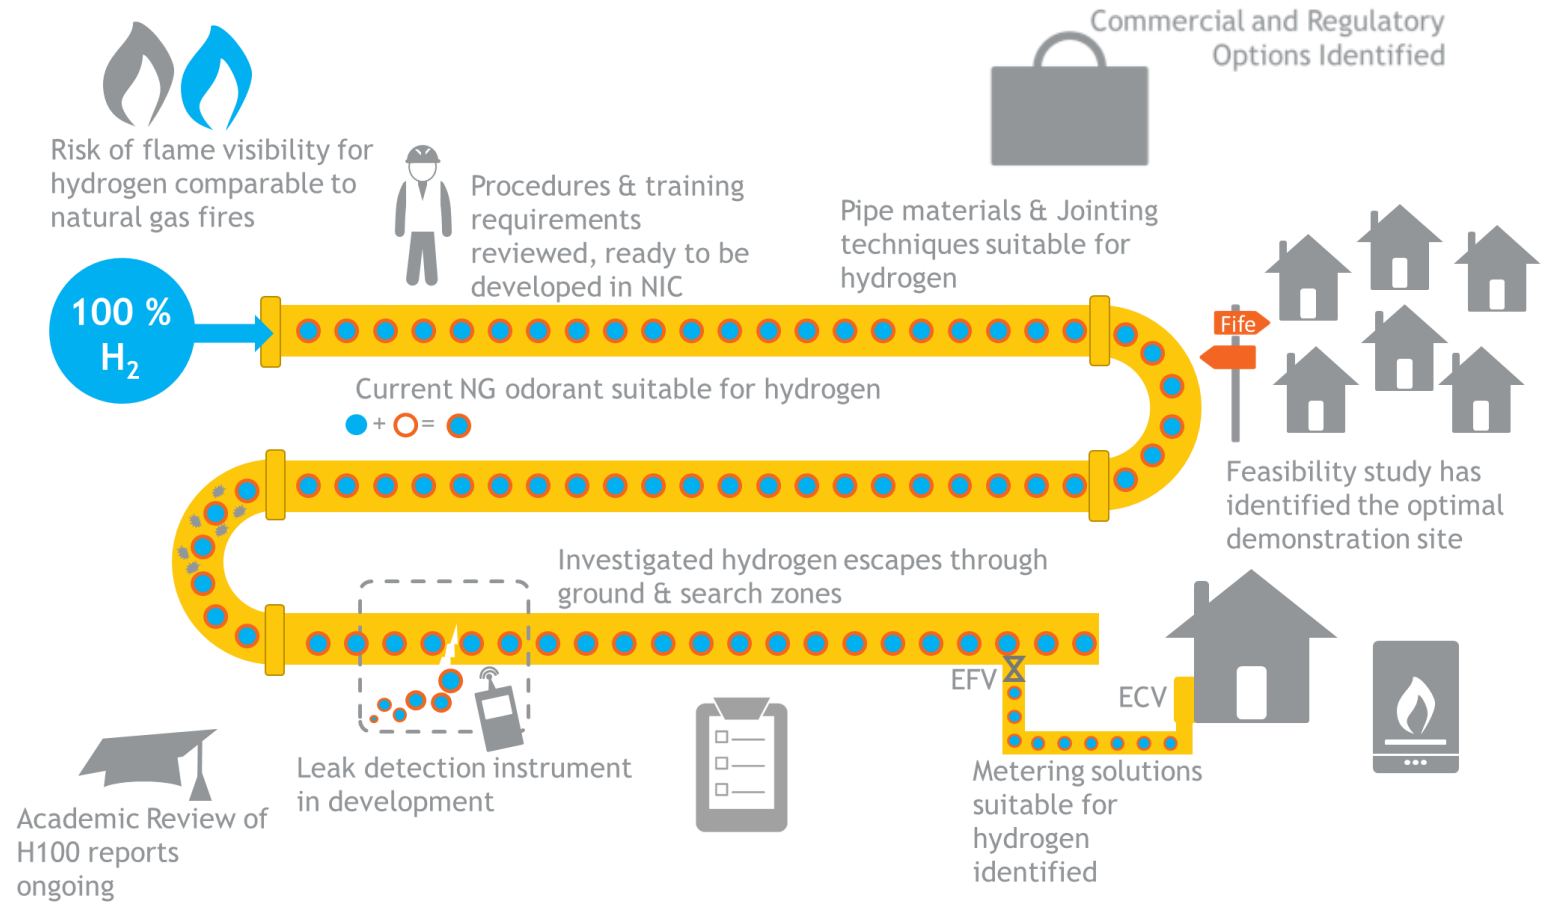 Commercial and Regulatory
Options Identified
Risk of flame visibility for
hydrogen comparable to
natural gas fires
Procedures & training
requirements
reviewed, ready to be
developed in NIC
Pipe materials & Jointing
techniques suitable for
hydrogen
100 %
H₂
Fife
Current NG odorant suitable for hydrogen
+ =
Feasibility study has
identified the optimal
demonstration site
Investigated hydrogen escapes through
ground & search zones
EFV
ECV
Leak detection instrument
in development
Metering solutions
suitable for
hydrogen
identified
Academic Review of
H100 reports
ongoing